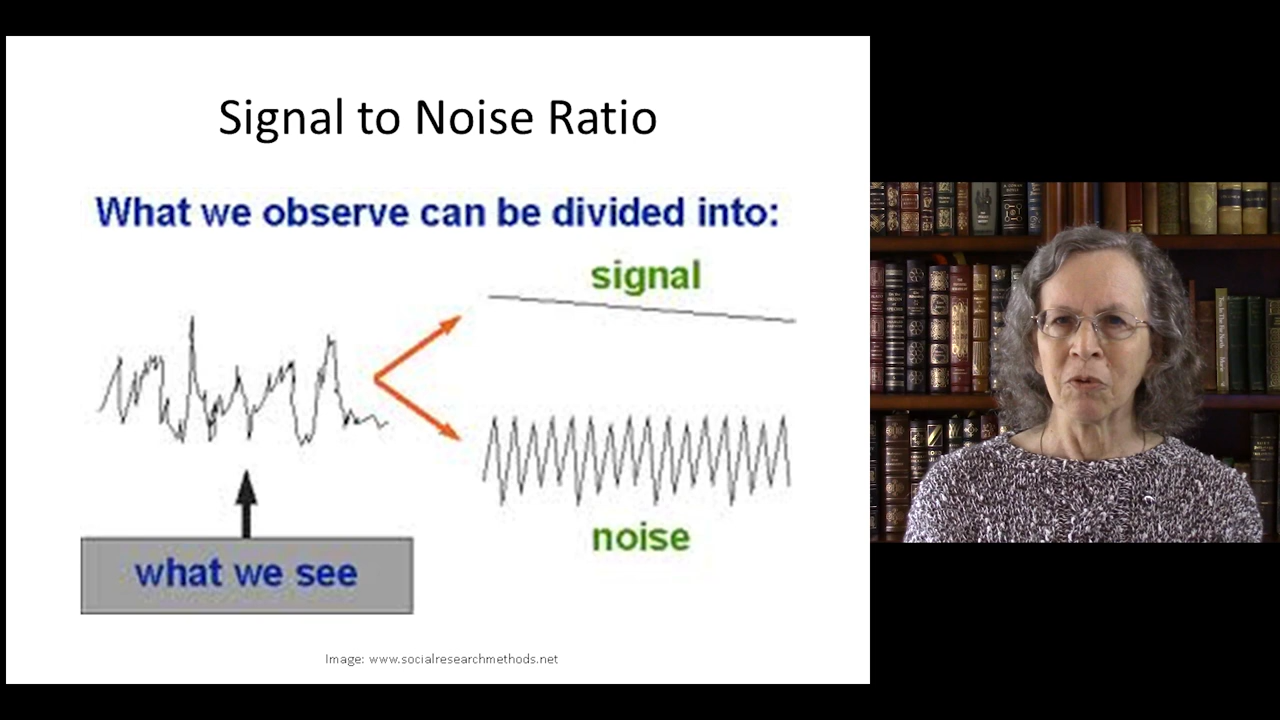 Signal to Noise Ratio
What we observe can be divided into:
signal
noise
what we see
Image: www.socialresearchmethods.net